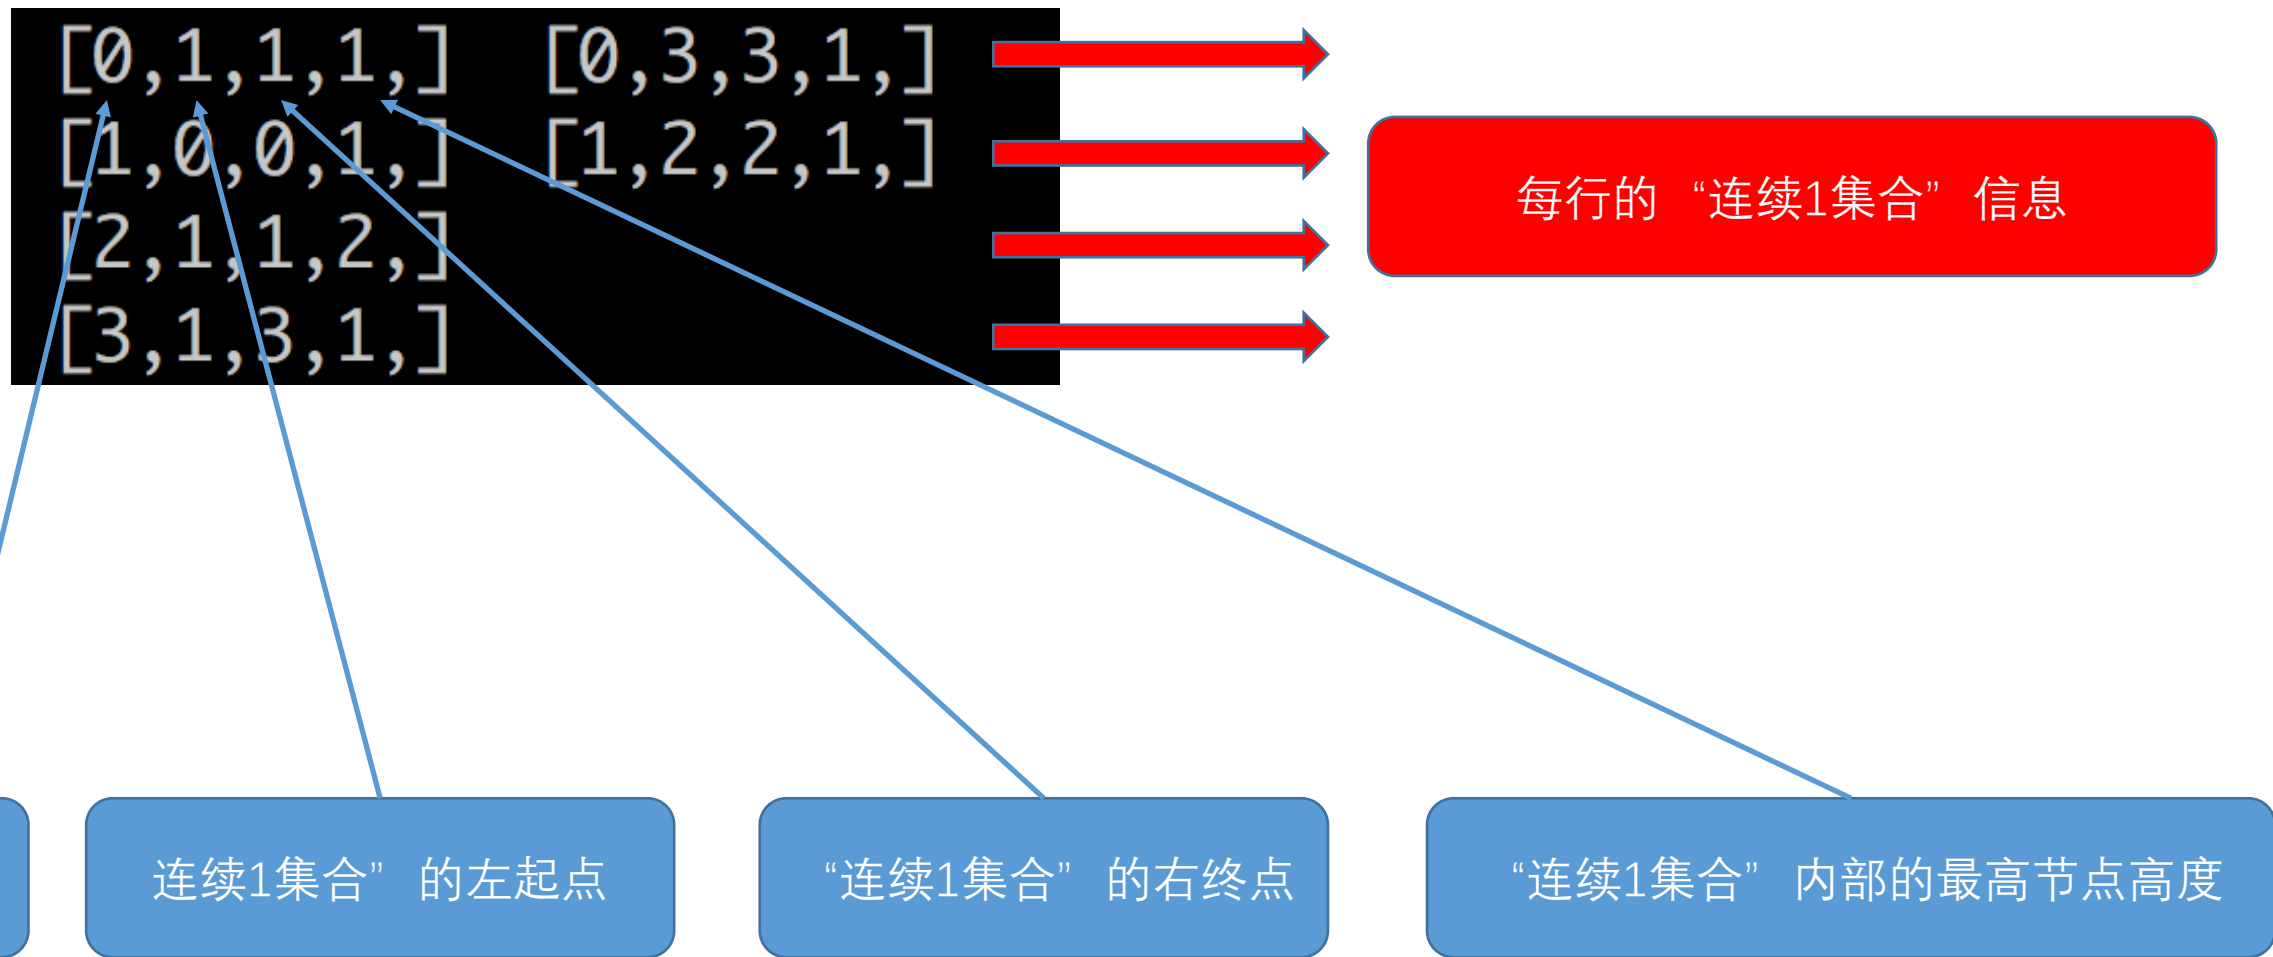 [0,1,1,1,] [0,3,3,1,]
[1,0,0,1,] [1,2,2,1,]
[2,1,1,2,]
[3,1,3,1,]
每行的 “连续1集合” 信息
连续1集合” 的左起点
“连续1集合” 的右终点
“连续1集合” 内部的最高节点高度